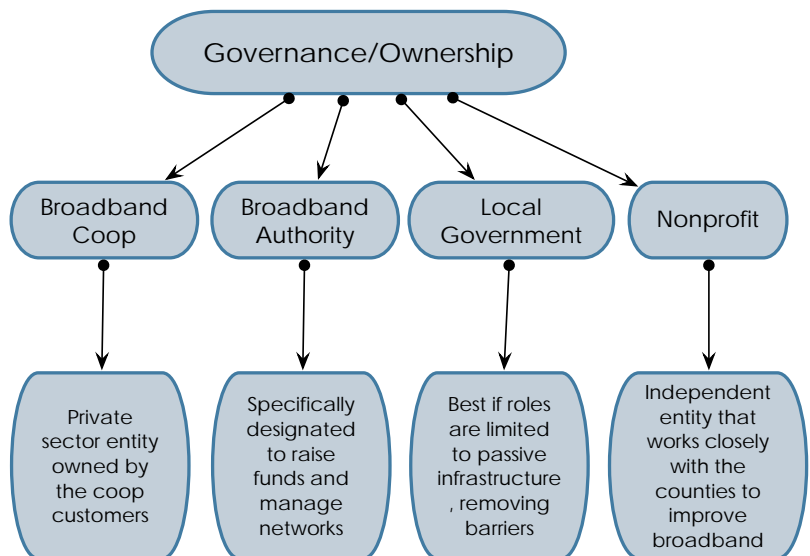 Governance/Ownership
Broadband
Coop
Broadband
Authority
Local
Government
Nonprofit
Private
sector entity
owned by
the coop
customers
Specifically
designated
to raise
funds and
manage
networks
Best if roles
are limited
to passive
infrastructure
, removing
barriers
Independent
entity that
works closely
with the
counties to
improve
broadband